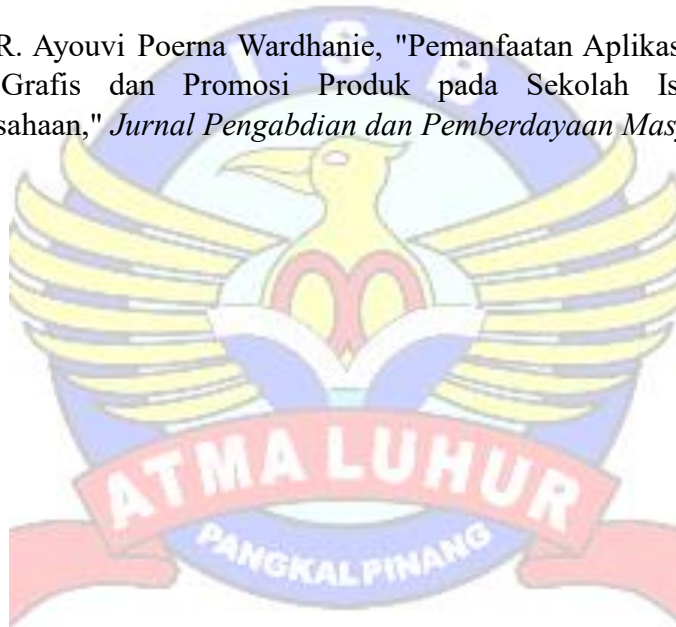 R. Ayouvi Poerna Wardhanie, "Pemanfaatan Aplikas
Grafis dan Promosi Produk pada Sekolah Is
sahaan," Jurnal Pengabdian dan Pemberdayaan Masy
I S B
ATMA LUHUR
PANGKALPINANG